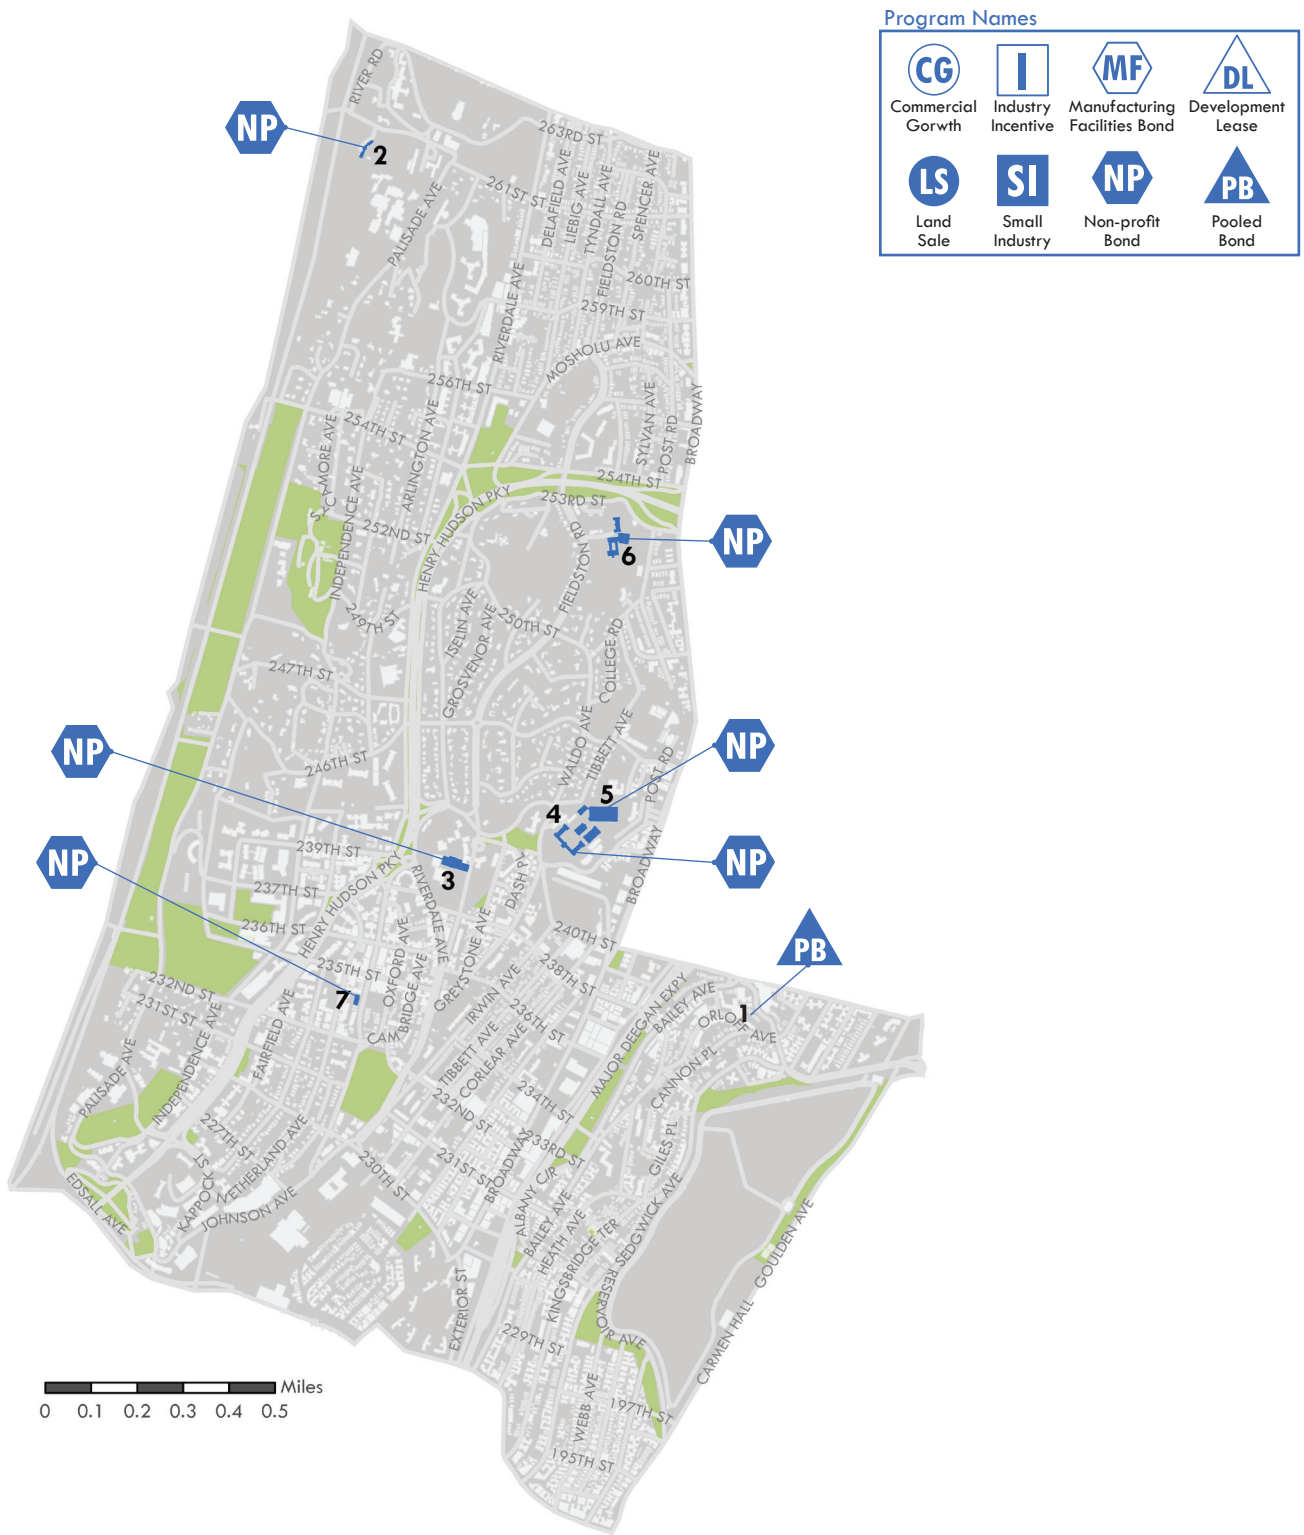 Program Names
CG
I
MF
DL
Commercial
Gorwth
Industry
Incentive
Manufacturing
Facilities Bond
Development
Lease
LS
SI
NP
PB
Land
Sale
Small
Industry
Non-profit
Bond
Pooled
Bond
RIVER RD
NP
2
263RD ST
261ST ST
PALISADE AVE
DELAFIELD AVE
LIEBIG AVE
TYNDALL AVE
FIELDSTON RD
SPENCER AVE
260TH ST
259TH ST
RIVERDALE AVE
MOSHOLU AVE
256TH ST
254TH ST
SYCAMORE AVE
ARLINGTON AVE
INDEPENDENCE AVE
SYLVAN AVE
POST RD
BROADWAY
254TH ST
253RD ST
HENRY HUDSON PKY
252ND ST
FIELDSTON RD
6
NP
249TH ST
ISELIN AVE
GROSVENOR AVE
250TH ST
COLLEGE RD
247TH ST
246TH ST
WALDO AVE
TIBBETT AVE
POST RD
NP
NP
5
4
NP
NP
239TH ST
3
237TH ST
HENRY HUDSON PKY
RIVERDALE AVE
DASH PL
BROADWAY
236TH ST
240TH ST
235TH ST
OXFORD AVE
CAMBRIDGE AVE
GREYSTONE AVE
7
PB
1
232ND ST
231ST ST
238TH ST
IRWIN AVE
236TH ST
TIBBETT AVE
CORLEAR AVE
MAJOR DEEGAN EXPY
BAILEY AVE
ORLOFF AVE
CANNON PL
INDEPENDENCE AVE
FAIRFIELD AVE
PALISADE AVE
227TH ST
234TH ST
232ND ST
233RD ST
231ST ST
BROADWAY
GILES PL
230TH ST
KAPPOCK ST
NETHERLAND AVE
JOHNSON AVE
EDSALL AVE
ALBANY CR
BAILEY AVE
HEATH AVE
KINGSBRIDGE TER
SEDGWICK AVE
RESERVOIR AVE
GOULDEN AVE
CARMEN HALL
EXTERIOR ST
229TH ST
WEBB AVE
197TH ST
195TH ST
Miles
0 0.1 0.2 0.3 0.4 0.5